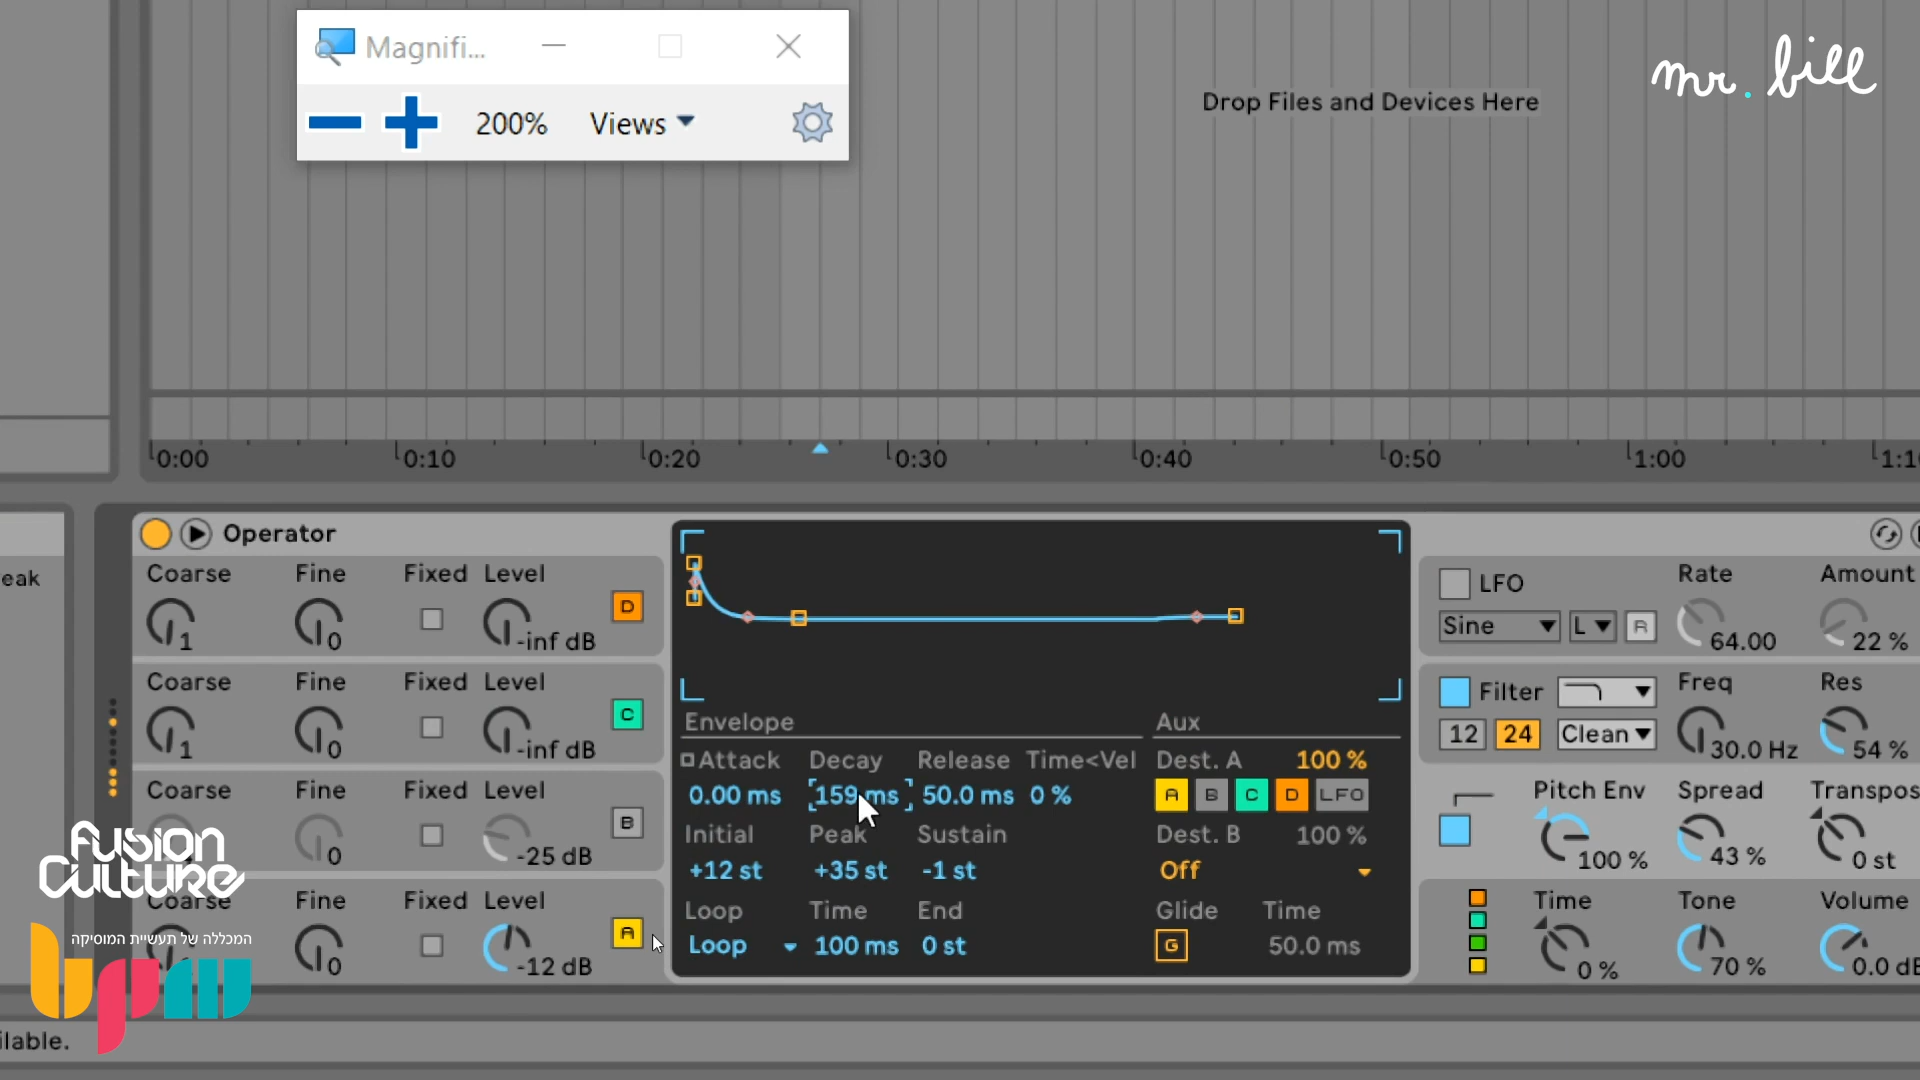 Magnifi...
200% Views
mr. bill
Drop Files and Devices Here
0:00 0:10 0:20 0:30 0:40 0:50 1:00
eak
Operator
Coarse Fine Fixed Level
1 0 -inf dB D
Coarse Fine Fixed Level
1 0 -inf dB C
Coarse Fine Fixed Level
0 -25 dB B
Coarse Fine Fixed Level
0 -12 dB A
Envelope Aux
Attack Decay Release Time<Vel Dest. A 100 %
0.00 ms 159 ms 50.0 ms 0 % A B C D LFO
Initial Peak Sustain Dest. B 100 %
+12 st +35 st -1 st Off
Loop Time End Glide Time
Loop 100 ms 0 st G 50.0 ms
LFO Rate Amount
Sine L R 64.00 22 %
Filter Freq Res
12 24 Clean 30.0 Hz 54 %
Pitch Env Spread Transpos
100 % 43 % 0 st
Time Tone Volume
0 % 70 % 0.0 dB
Fusion
Culture
המכללה של תעשיית המוסיקה
bpm
ilable.